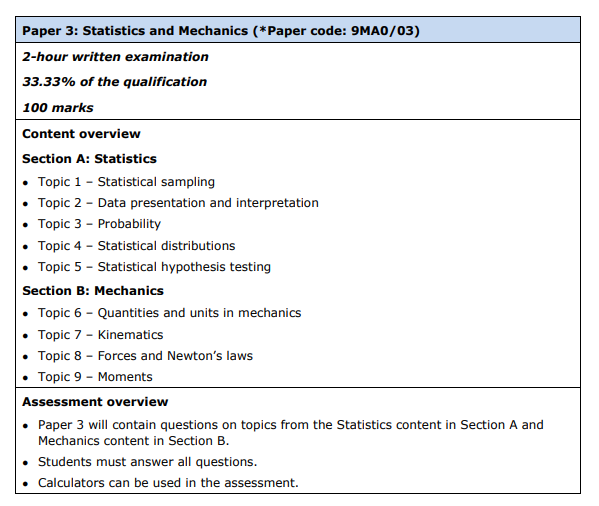 Paper 3: Statistics and Mechanics (*Paper code: 9MA0/03)
2-hour written examination
33.33% of the qualification
100 marks
Content overview
Section A: Statistics
● Topic 1 – Statistical sampling
● Topic 2 – Data presentation and interpretation
● Topic 3 – Probability
● Topic 4 – Statistical distributions
● Topic 5 – Statistical hypothesis testing
Section B: Mechanics
● Topic 6 – Quantities and units in mechanics
● Topic 7 – Kinematics
● Topic 8 – Forces and Newton’s laws
● Topic 9 – Moments
Assessment overview
● Paper 3 will contain questions on topics from the Statistics content in Section A and
Mechanics content in Section B.
● Students must answer all questions.
● Calculators can be used in the assessment.